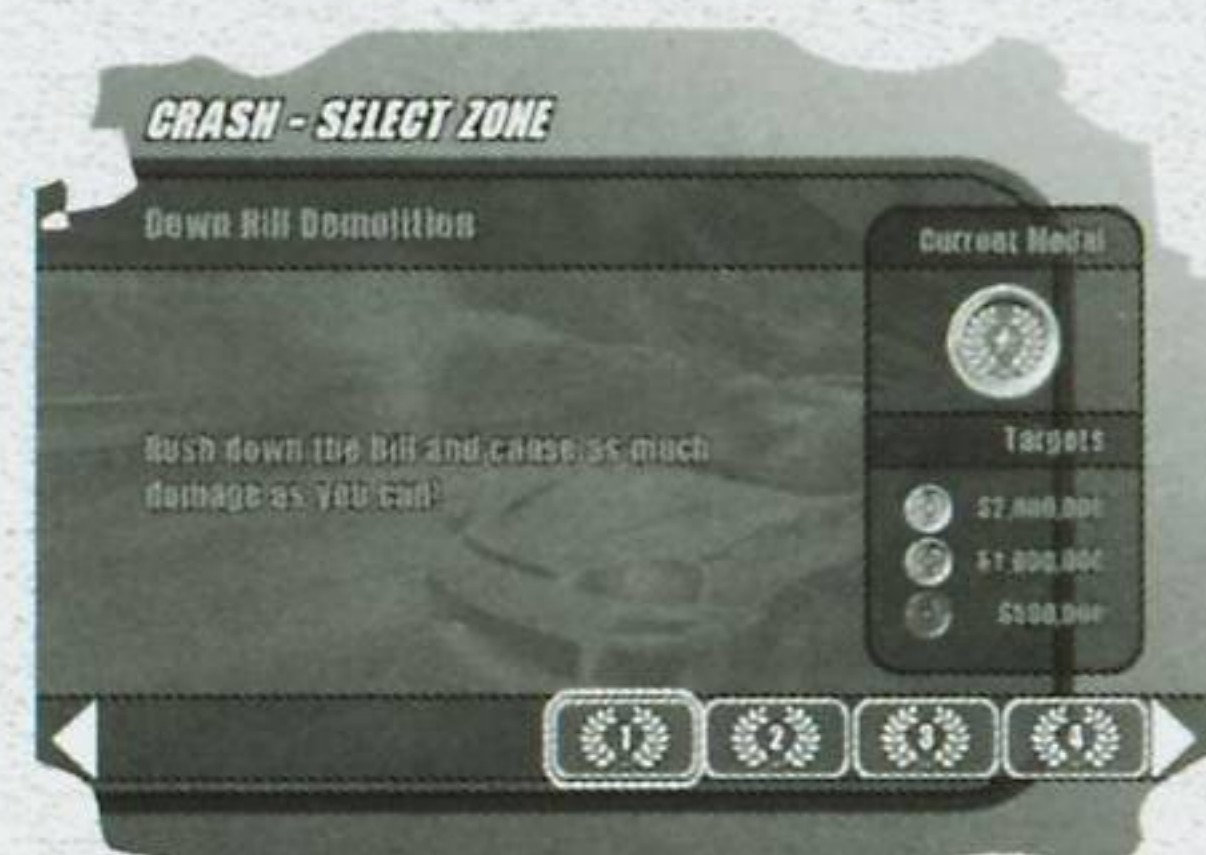 CRASH - SELECT ZONE
Down Hill Demolition
Current Medal
Rush down the hill and cause as much
damage as you can!
Targets
$2,000,000
$1,000,000
$500,000
1
2
3
4